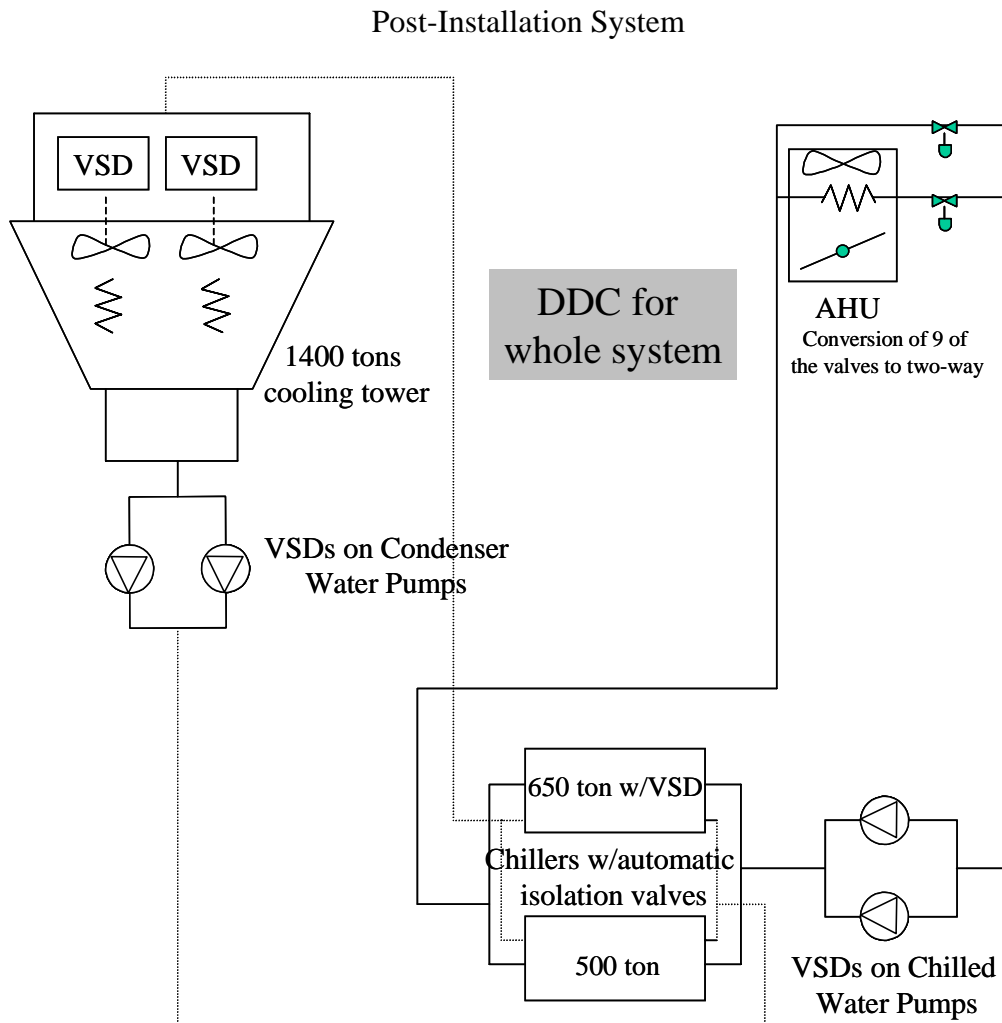 Post-Installation System
VSD
VSD
1400 tons
cooling tower
DDC for
whole system
AHU
Conversion of 9 of
the valves to two-way
VSDs on Condenser
Water Pumps
650 ton w/VSD
Chillers w/automatic
isolation valves
500 ton
VSDs on Chilled
Water Pumps